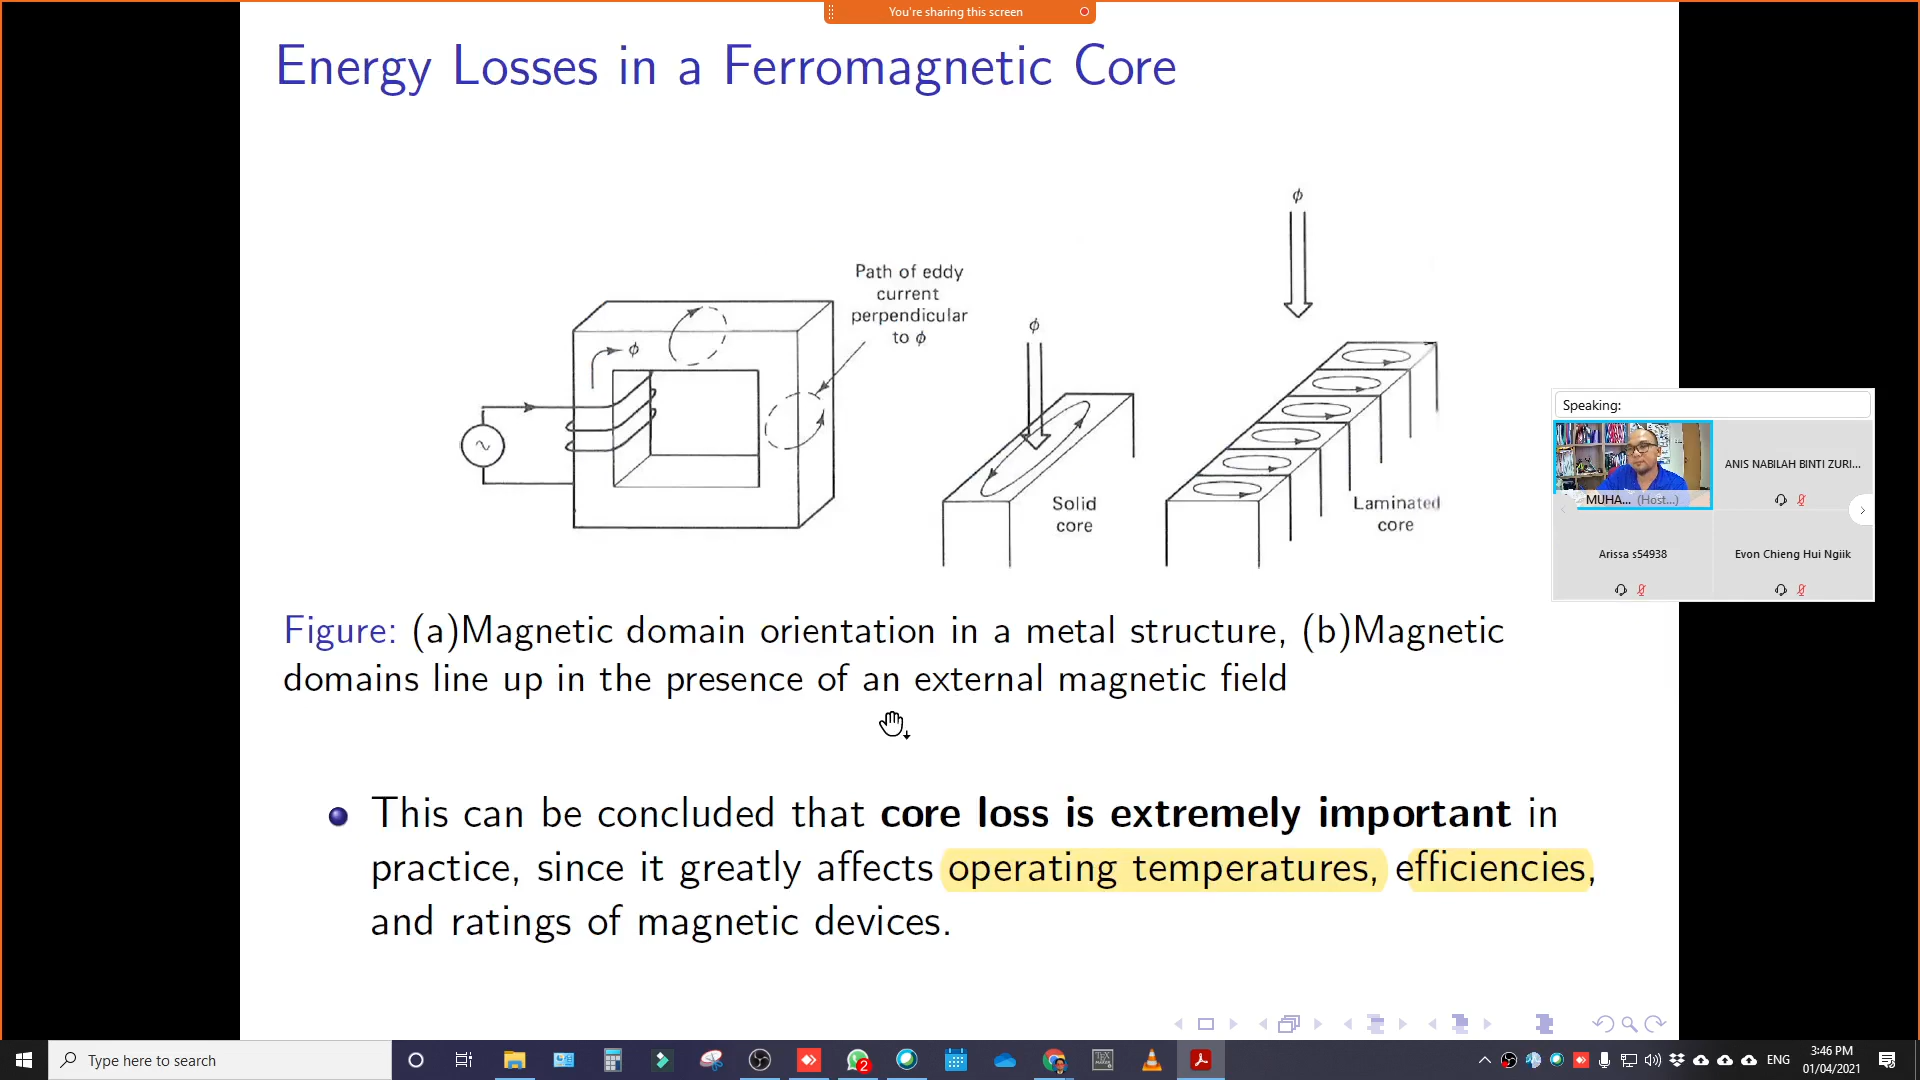 You're sharing this screen
Energy Losses in a Ferromagnetic Core
ϕ
Path of eddy
current
perpendicular
to ϕ
ϕ
ϕ
Solid
core
Laminated
core
Speaking:
MUHA... (Host...)
ANIS NABILAH BINTI ZURI...
Arissa s54938
Evon Chieng Hui Ngiik
Figure: (a)Magnetic domain orientation in a metal structure, (b)Magnetic
domains line up in the presence of an external magnetic field
This can be concluded that core loss is extremely important in
practice, since it greatly affects operating temperatures, efficiencies,
and ratings of magnetic devices.
Type here to search
2
ENG
3:46 PM
01/04/2021